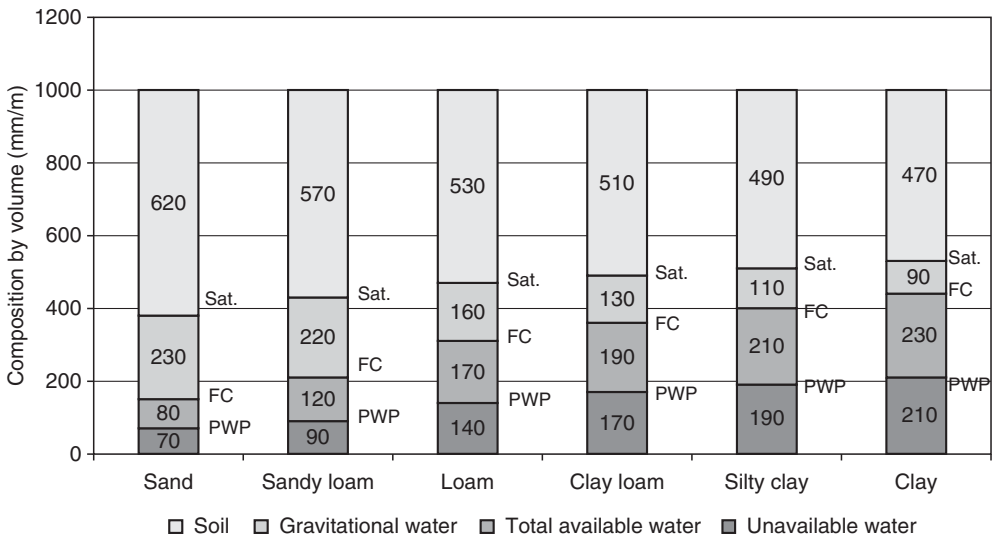 Composition by volume (mm/m)
1200
1000
800
600
400
200
0
620
230
80
70
Sat.
FC
PWP
570
220
120
90
Sat.
FC
PWP
530
160
170
140
Sat.
FC
PWP
510
130
190
170
Sat.
FC
PWP
490
110
210
190
Sat.
FC
PWP
470
90
230
210
Sat.
FC
PWP
Sand Sandy loam Loam Clay loam Silty clay Clay
Soil Gravitational water Total available water Unavailable water